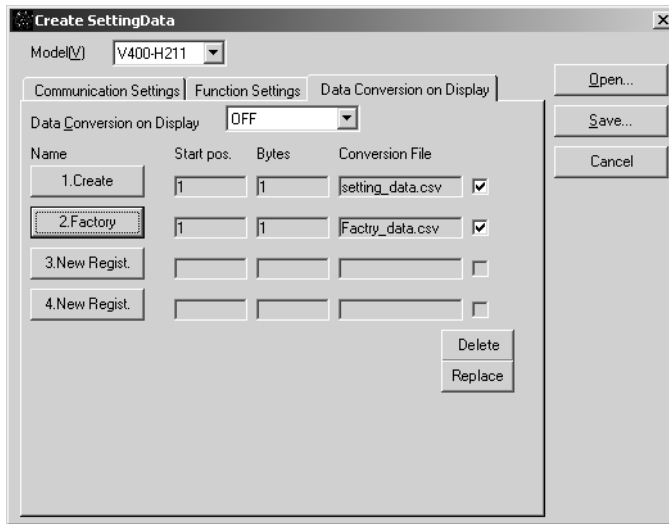 Create SettingData
Model(V) V400-H211
Communication Settings Function Settings Data Conversion on Display
Data Conversion on Display OFF
Name Start pos. Bytes Conversion File
1.Create 1 1 setting_data.csv
2.Factory 1 1 Factry_data.csv
3.New Regist.
4.New Regist.
Delete
Replace
Open...
Save...
Cancel